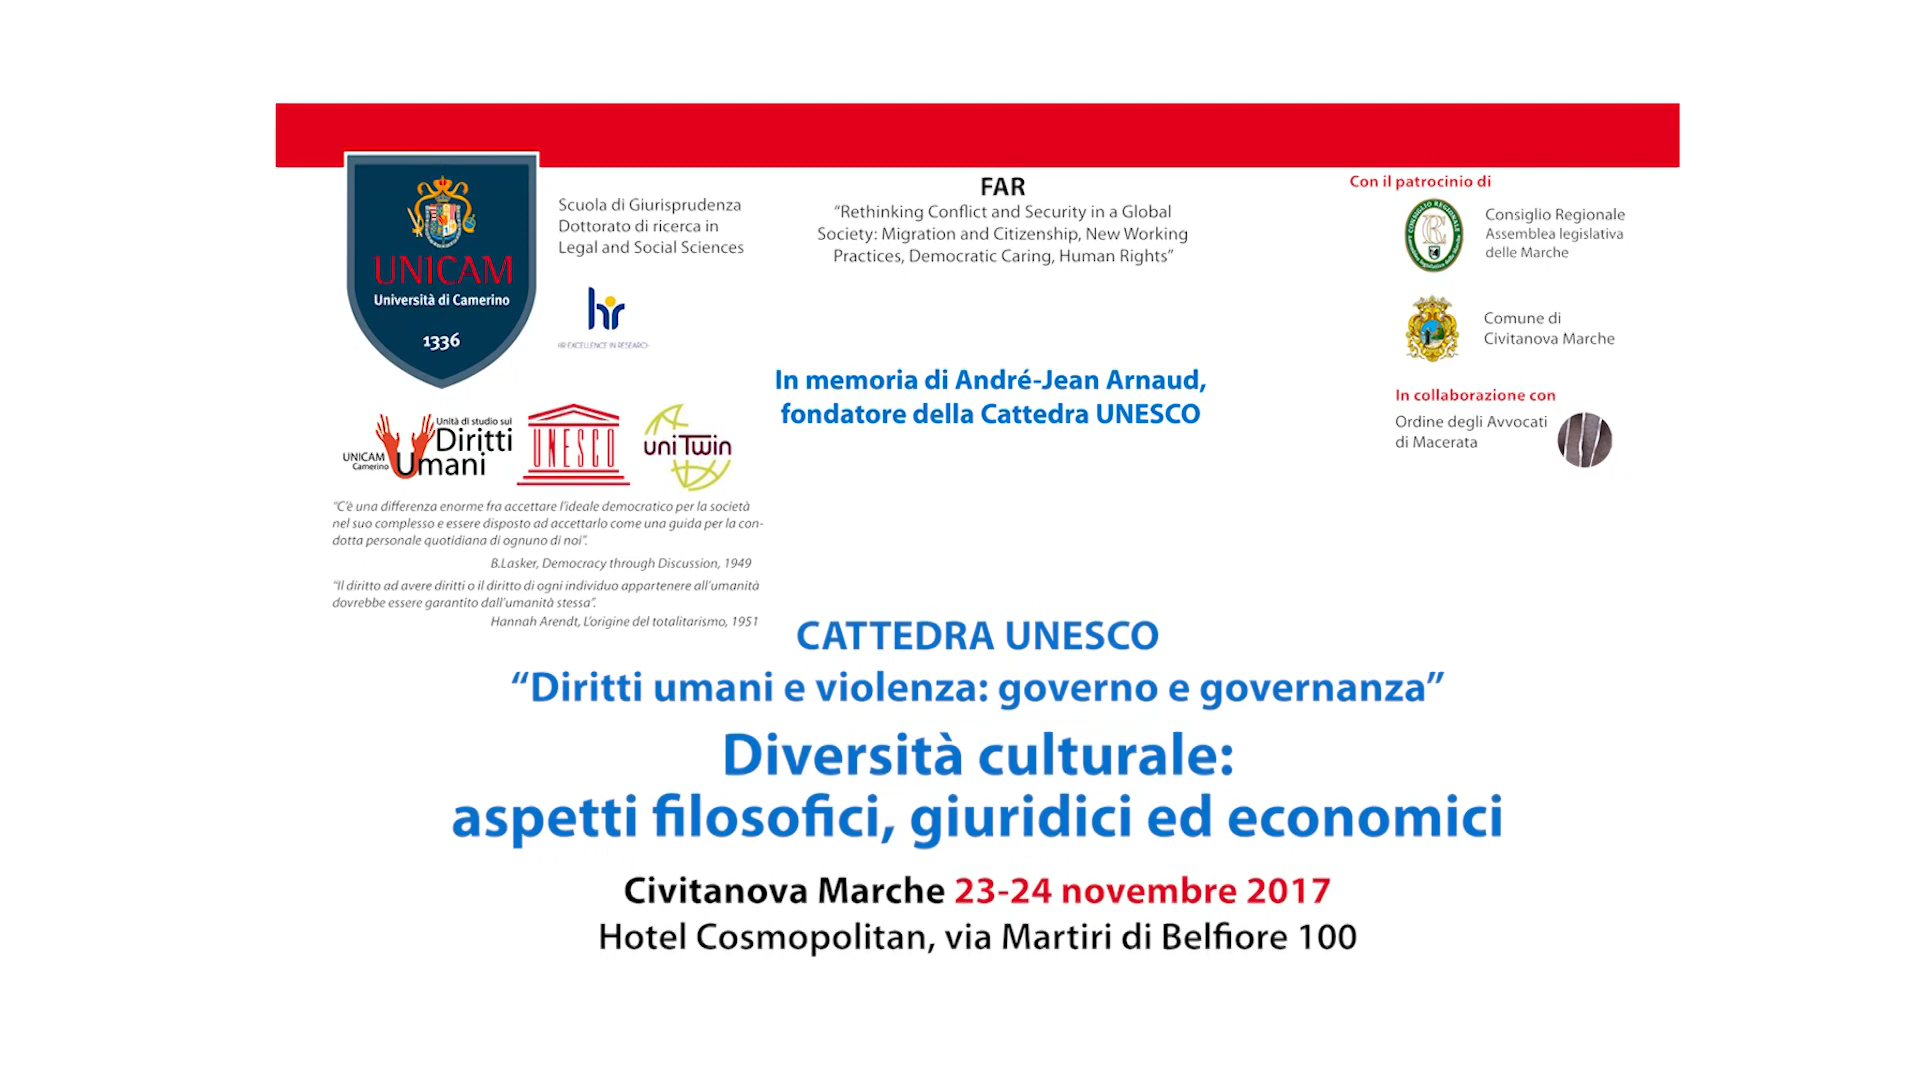 UNICAM
Università di Camerino
1336
Scuola di Giurisprudenza
Dottorato di ricerca in
Legal and Social Sciences
hr
HR EXCELLENCE IN RESEARCH
FAR
“Rethinking Conflict and Security in a Global
Society: Migration and Citizenship, New Working
Practices, Democratic Caring, Human Rights”
Con il patrocinio di
Consiglio Regionale
Assemblea legislativa
delle Marche
Comune di
Civitanova Marche
In collaborazione con
Ordine degli Avvocati
di Macerata
In memoria di André-Jean Arnaud,
fondatore della Cattedra UNESCO
UNICAM
Camerino
Unità di studio sui
Diritti
Umani
UNESCO
uniTwin
“C’è una differenza enorme fra accettare l’ideale democratico per la società
nel suo complesso e essere disposto ad accettarlo come una guida per la con-
dotta personale quotidiana di ognuno di noi”.
B.Lasker, Democracy through Discussion, 1949
“Il diritto ad avere diritti o il diritto di ogni individuo appartenere all’umanità
dovrebbe essere garantito dall’umanità stessa”.
Hannah Arendt, L’origine del totalitarismo, 1951
CATTEDRA UNESCO
“Diritti umani e violenza: governo e governanza”
Diversità culturale:
aspetti filosofici, giuridici ed economici
Civitanova Marche 23-24 novembre 2017
Hotel Cosmopolitan, via Martiri di Belfiore 100